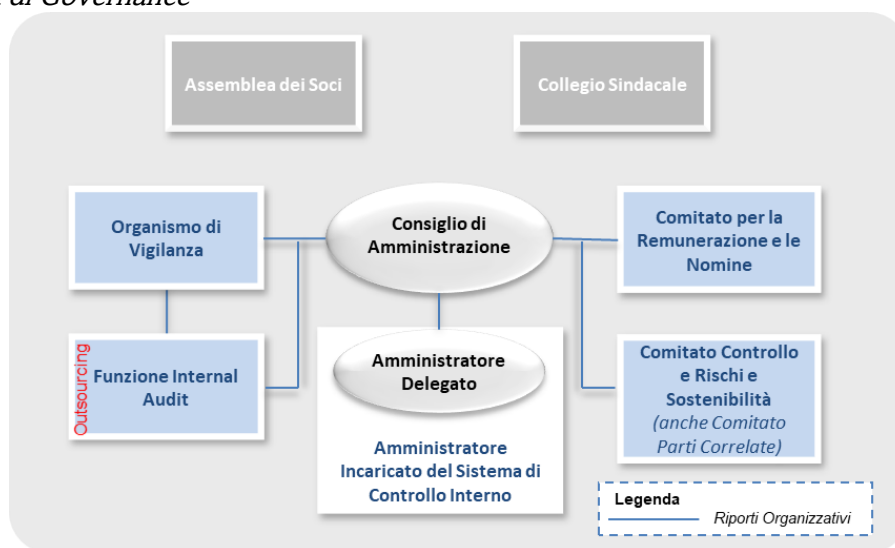 di Governance
Assemblea dei Soci
Collegio Sindacale
Organismo di
Vigilanza
Consiglio di
Amministrazione
Comitato per la
Remunerazione e le
Nomine
Outsourcing
Funzione Internal
Audit
Amministratore
Delegato
Amministratore
Incaricato del Sistema di
Controllo Interno
Comitato Controllo
e Rischi e
Sostenibilità
(anche Comitato
Parti Correlate)
Legenda
Riporti Organizzativi